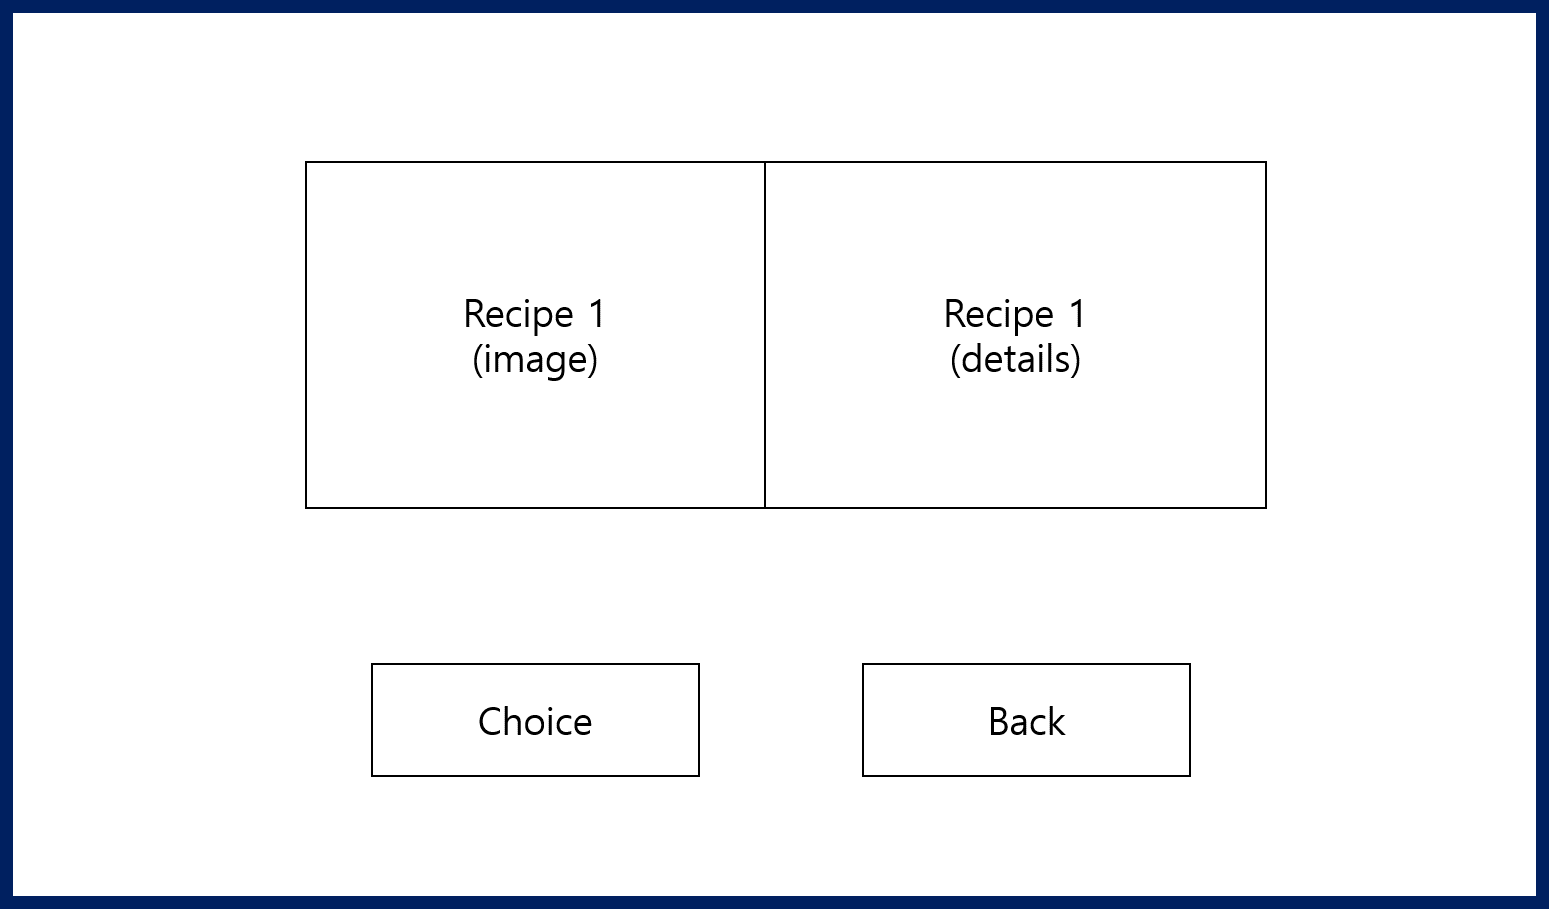 Recipe 1
(image)
Recipe 1
(details)
Choice
Back